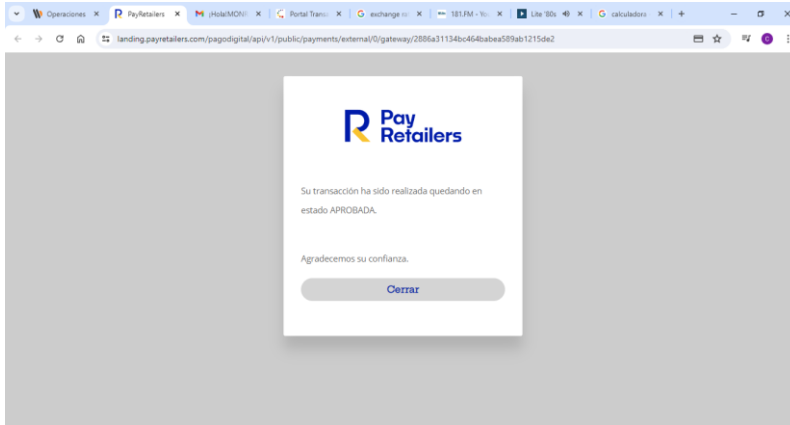 Operaciones
PayRetailers
¡Hola!MON
Portal Trans
exchange
181.FM - Yo
Lite '80s
calculadora
landing.payretailers.com/pagodigital/api/v1/public/payments/external/0/gateway/2886a31134bc464babea589ab1215de2
Pay
Retailers
Su transacción ha sido realizada quedando en
estado APROBADA.
Agradecemos su confianza.
Cerrar